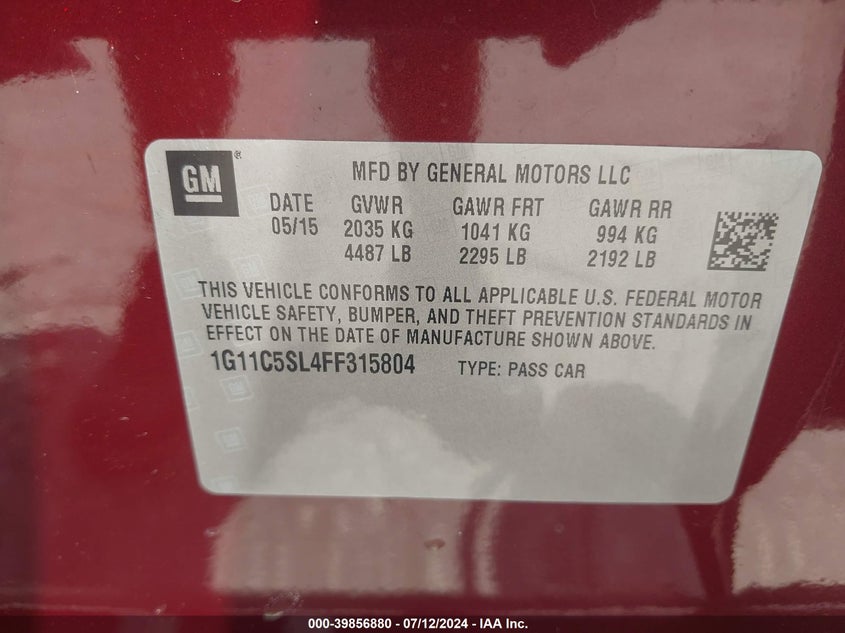 GM ®
MFD BY GENERAL MOTORS LLC
DATE GVWR GAWR FRT GAWR RR
05/15 2035 KG 1041 KG 994 KG
4487 LB 2295 LB 2192 LB
THIS VEHICLE CONFORMS TO ALL APPLICABLE U.S. FEDERAL MOTOR
VEHICLE SAFETY, BUMPER, AND THEFT PREVENTION STANDARDS IN
EFFECT ON THE DATE OF MANUFACTURE SHOWN ABOVE.
1G11C5SL4FF315804 TYPE: PASS CAR
000-39856880 - 07/12/2024 - IAA Inc.